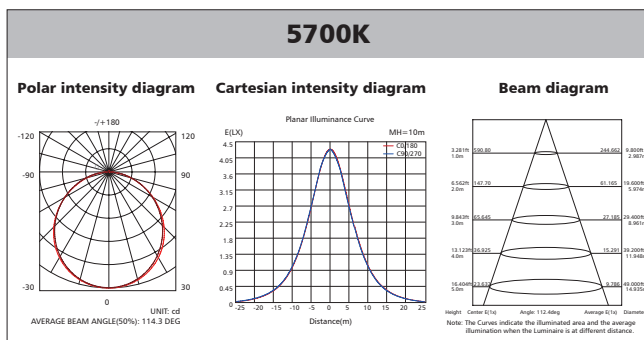 5700K
Polar intensity diagram
Cartesian intensity diagram
Beam diagram
-/+180
-120
120
-90
90
-30
30
0
UNIT: cd
AVERAGE BEAM ANGLE(50%): 114.3 DEG
Planar Illuminance Curve
E(LX)
MH=10m
C0/180
C90/270
4.5
4.05
3.6
3.15
2.7
2.25
1.8
1.35
0.9
0.45
0
-25 -20 -15 -10 -5 0 5 10 15 20 25
Distance(m)
3.281ft 590.80 244.662 9.800ft
1.0m 2.987m
6.562ft 147.70 61.165 19.600ft
2.0m 5.974m
9.843ft 65.645 27.185 29.400ft
3.0m 8.961m
13.123ft 36.925 15.291 39.200ft
4.0m 11.948m
16.404ft 23.632 9.786 49.000ft
5.0m 14.935m
Height Center E(1x) Angle: 112.4deg Average E(1x) Diameter
Note: The Curves indicate the illuminated area and the average
illumination when the Luminaire is at different distance.